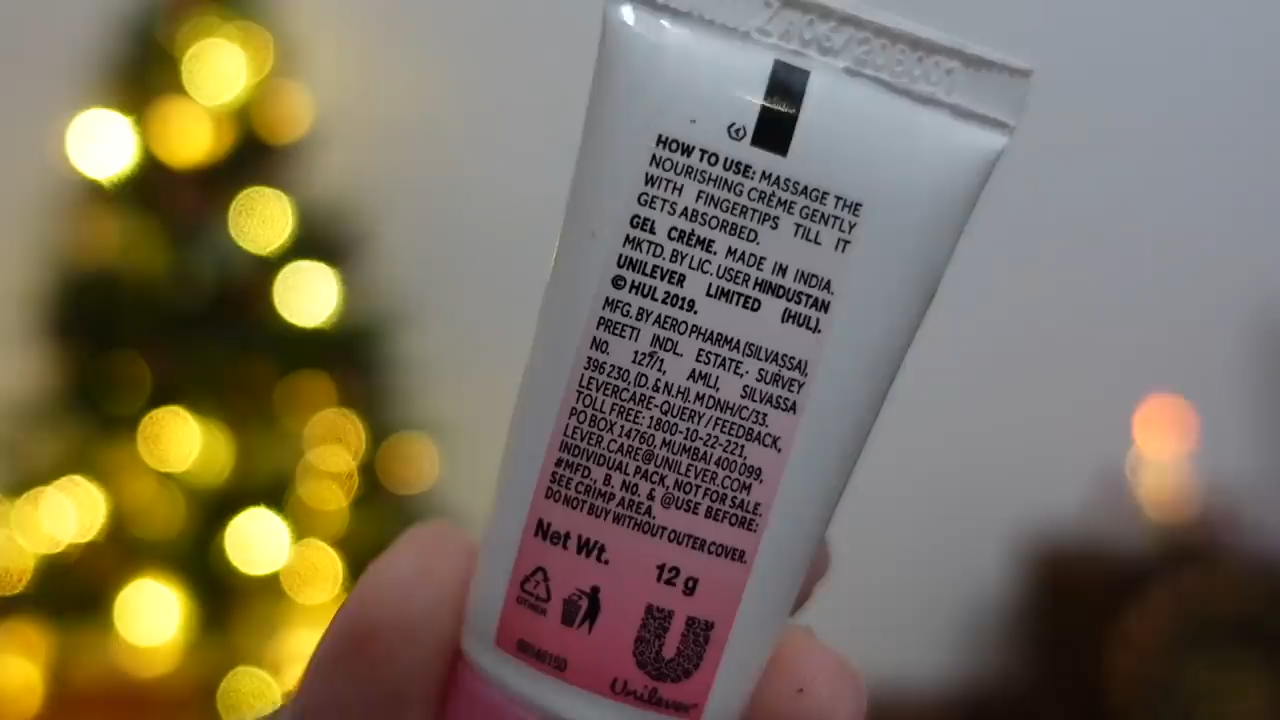 HOW TO USE: MASSAGE THE
NOURISHING CRÈME GENTLY
WITH FINGERTIPS TILL IT
GETS ABSORBED.
GEL CRÈME. MADE IN INDIA.
MKTD. BY LIC. USER HINDUSTAN
UNILEVER LIMITED (HUL).
© HUL 2019.
MFG. BY AERO PHARMA (SILVASSA),
PREETI INDL. ESTATE, SURVEY
NO. 127/1, AMLI, SILVASSA
396 230, (D. & N.H). M DNH/C/33.
LEVERCARE-QUERY / FEEDBACK,
TOLL FREE: 1800-10-22-221,
PO BOX 14760, MUMBAI 400 099,
LEVER.CARE@UNILEVER.COM
INDIVIDUAL PACK, NOT FOR SALE.
#MFD., B. NO. & @USE BEFORE:
SEE CRIMP AREA.
DO NOT BUY WITHOUT OUTER COVER.
Net Wt. 12 g
7
OTHER
Unilever